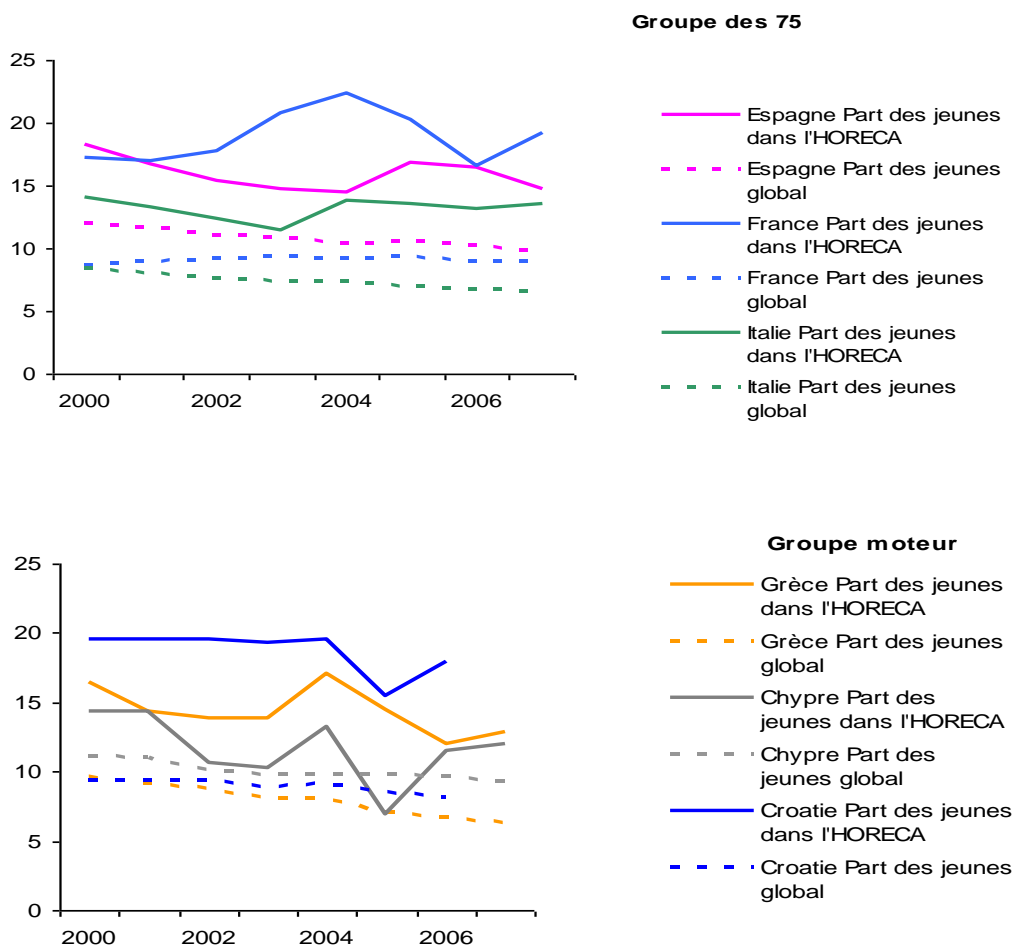 Groupe des 75
25
20
15
10
5
0
2000 2002 2004 2006
Espagne Part des jeunes
dans l'HORECA
Espagne Part des jeunes
global
France Part des jeunes
dans l'HORECA
France Part des jeunes
global
Italie Part des jeunes
dans l'HORECA
Italie Part des jeunes
global
Groupe moteur
25
20
15
10
5
0
2000 2002 2004 2006
Grèce Part des jeunes
dans l'HORECA
Grèce Part des jeunes
global
Chypre Part des
jeunes dans l'HORECA
Chypre Part des
jeunes global
Croatie Part des jeunes
dans l'HORECA
Croatie Part des jeunes
global